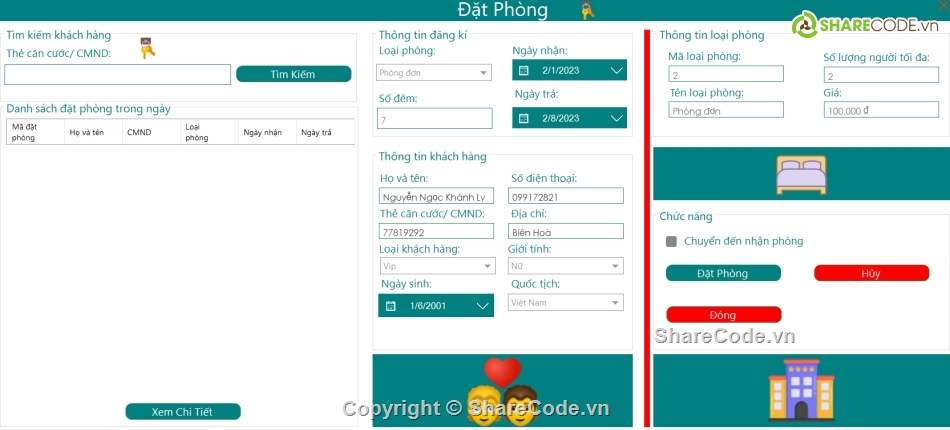 Đặt Phòng
SHARECODE.vn
Tìm kiếm khách hàng
Thẻ căn cước/ CMND:
Tìm Kiếm
Danh sách đặt phòng trong ngày
Mã đặt phòng
Họ và tên
CMND
Loại phòng
Ngày nhận
Ngày trả
Xem Chi Tiết
Thông tin đăng kí
Loại phòng:
Ngày nhận:
Phòng đơn
2/1/2023
Số đêm:
Ngày trả:
7
2/8/2023
Thông tin khách hàng
Họ và tên:
Số điện thoại:
Nguyễn Ngọc Khánh Ly
099172821
Thẻ căn cước/ CMND:
Địa chỉ:
77819292
Biên Hoà
Loại khách hàng:
Giới tính:
Vip
Nữ
Ngày sinh:
Quốc tịch:
1/6/2001
Việt Nam
Thông tin loại phòng
Mã loại phòng:
Số lượng người tối đa:
2
2
Tên loại phòng:
Giá:
Phòng đơn
100.000 ₫
Chức năng
Chuyển đến nhận phòng
Đặt Phòng
Hủy
Đóng
ShareCode.vn
Copyright © ShareCode.vn